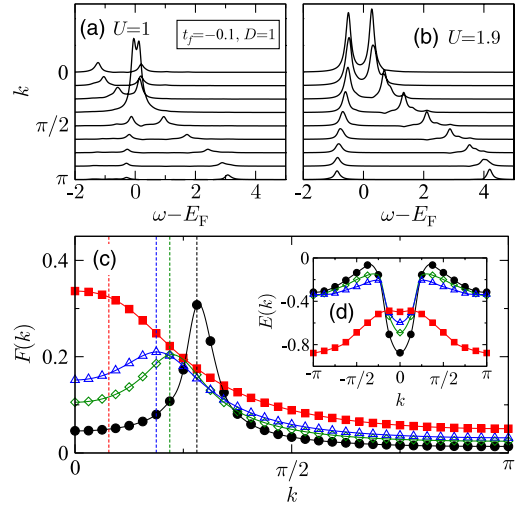 (a) U=1
t_f=−0.1, D=1
(b) U=1.9
k
0
π/2
π
−2 0 2 4
ω−E_F
−2 0 2 4
ω−E_F
(c)
F(k)
0.4
0.2
0
0 π/2 π
k
(d)
E(k)
0
-0.4
-0.8
-π -π/2 0 π/2 π
k